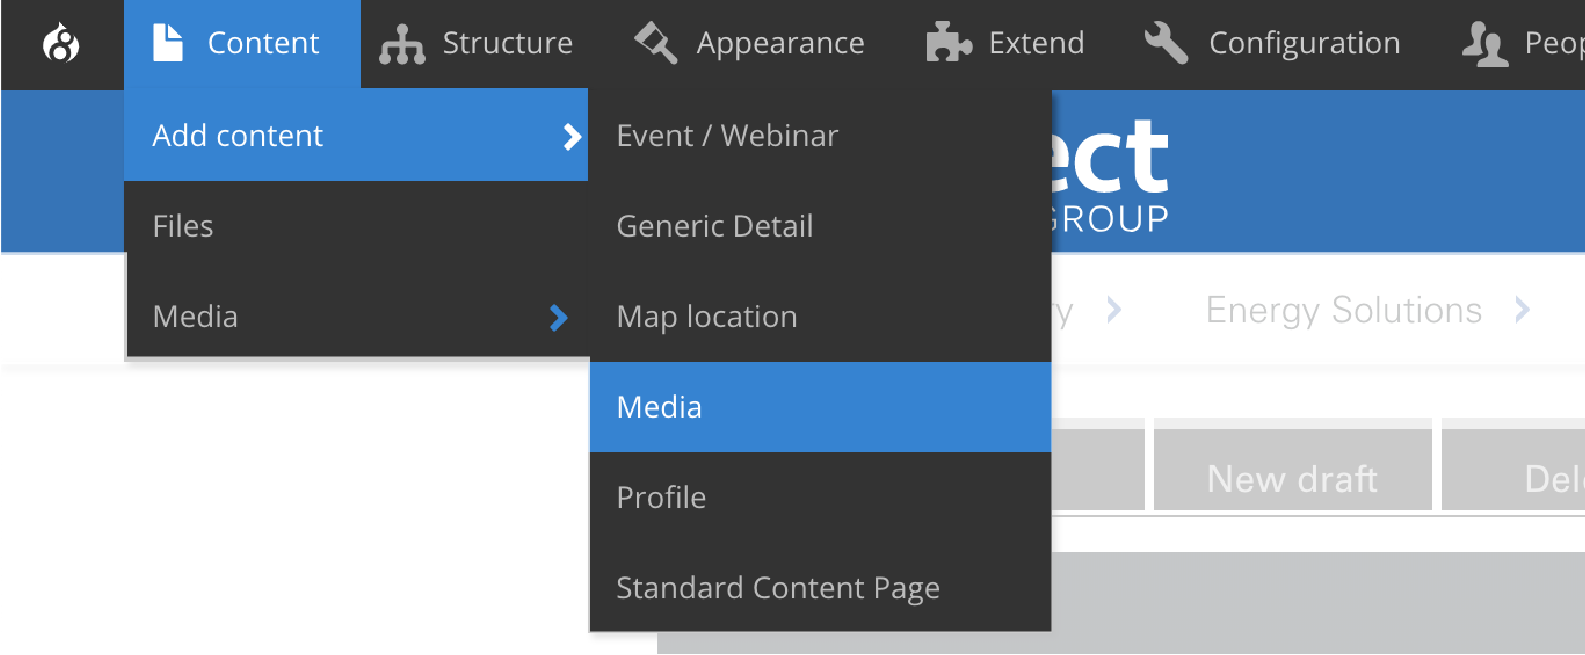 Content Structure Appearance Extend Configuration
Add content
Event / Webinar
Files
Generic Detail
GROUP
Media
Map location
Energy Solutions
Media
New draft
Profile
Standard Content Page